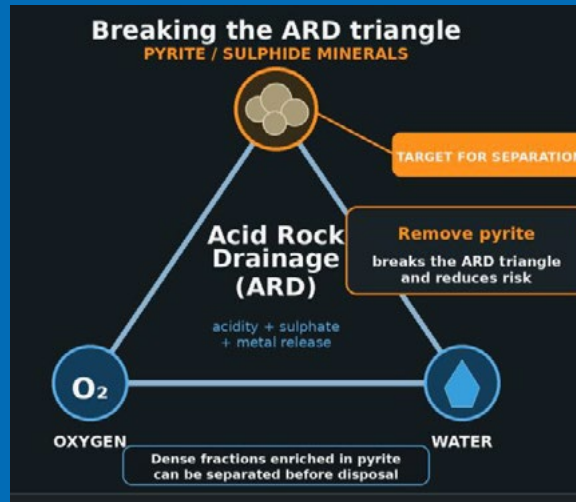 Breaking the ARD triangle
PYRITE / SULPHIDE MINERALS
TARGET FOR SEPARATION
Remove pyrite
breaks the ARD triangle
and reduces risk
Acid Rock
Drainage
(ARD)
acidity + sulphate
+ metal release
O₂
OXYGEN
WATER
Dense fractions enriched in pyrite
can be separated before disposal